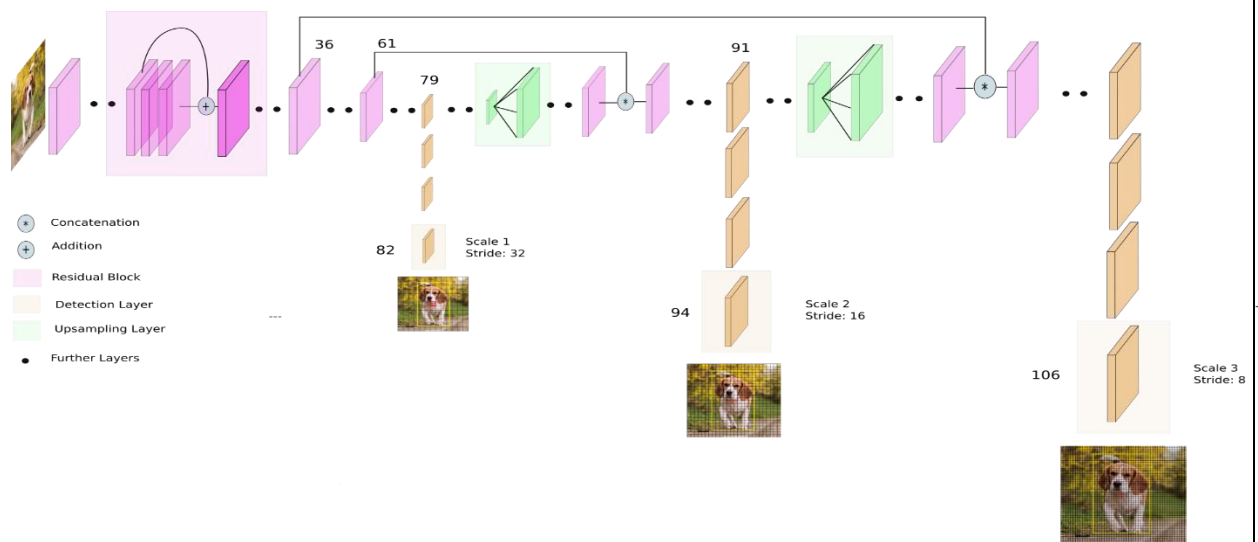 36
61
79
91
*
*
+
* Concatenation
+ Addition
Residual Block
Detection Layer
Upsampling Layer
Further Layers
---
82
Scale 1
Stride: 32
94
Scale 2
Stride: 16
106
Scale 3
Stride: 8